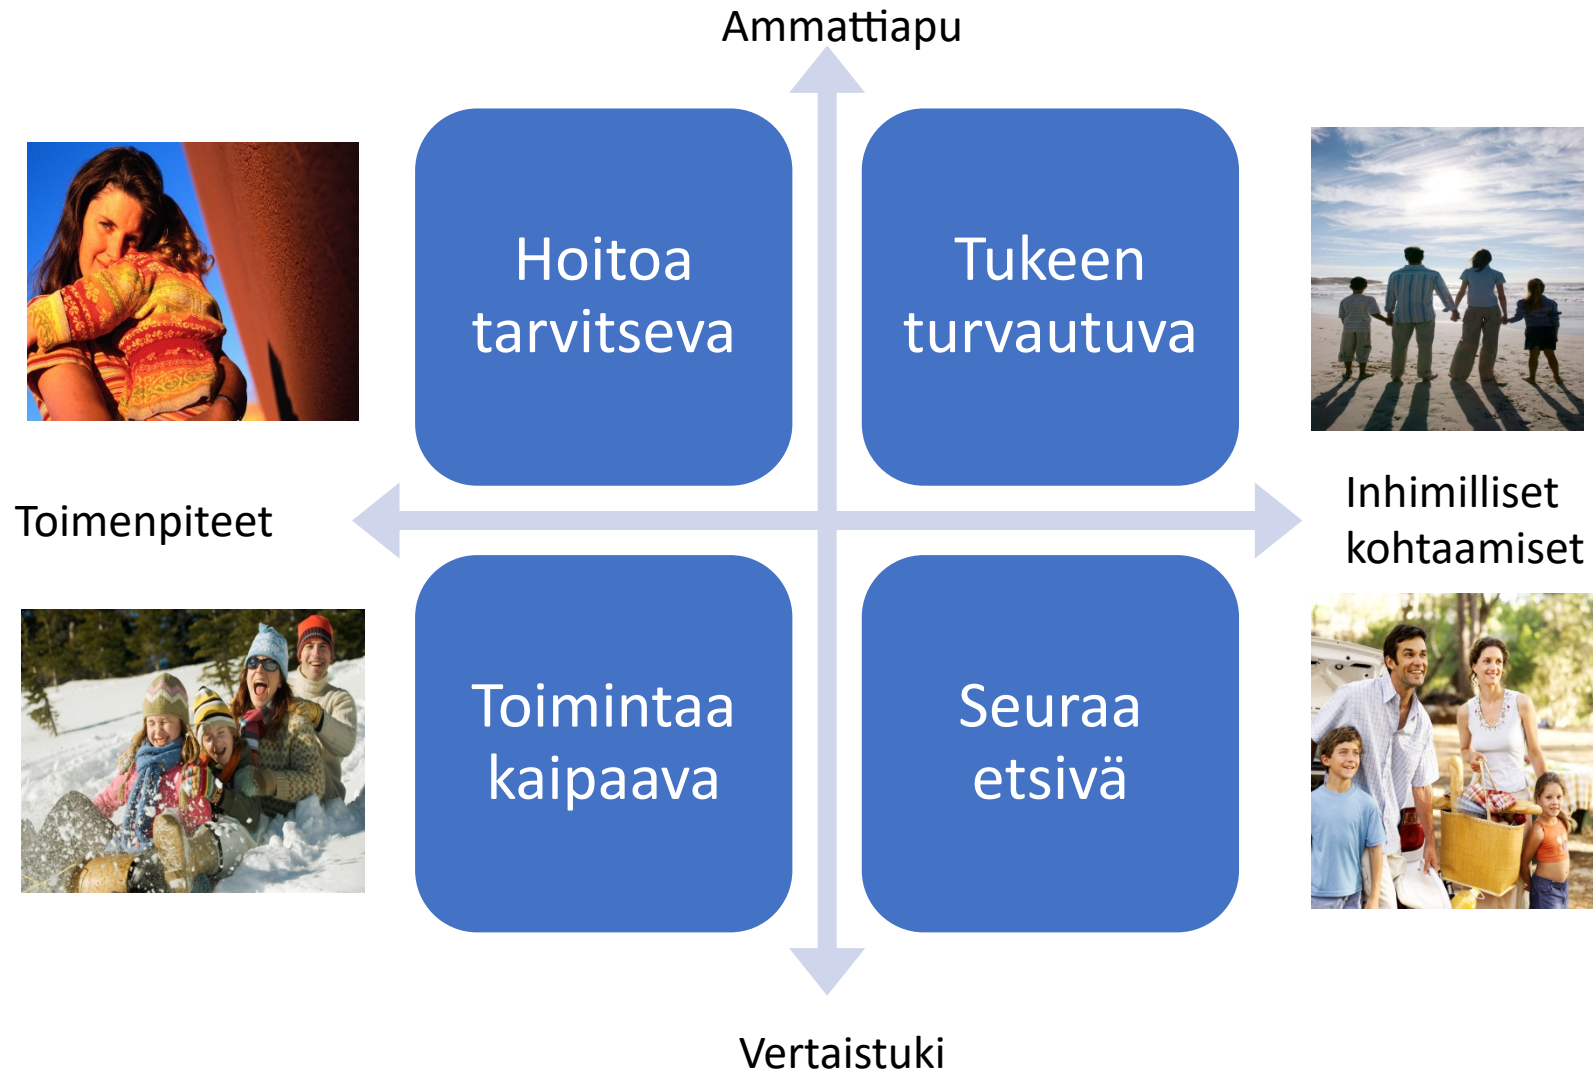 Ammattiapu
Hoitoa
tarvitseva
Tukeen
turvautuva
Toimenpiteet
Inhimilliset
kohtaamiset
Toimintaa
kaipaava
Seuraa
etsivä
Vertaistuki